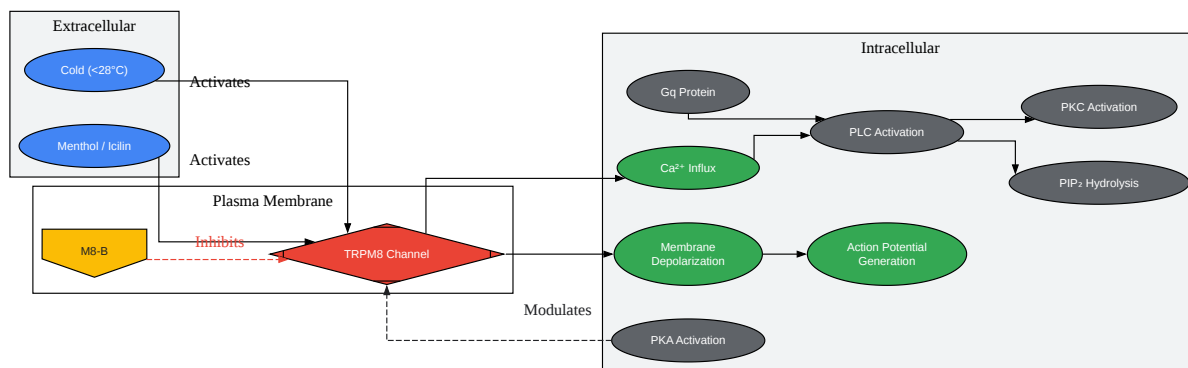 Extracellular
Cold (<28°C)
Activates
Menthol / Icilin
Activates
Plasma Membrane
M8-B
Inhibits
TRPM8 Channel
Modulates
Intracellular
Gq Protein
PKC Activation
PLC Activation
Ca²⁺ Influx
PIP₂ Hydrolysis
Membrane
Depolarization
Action Potential
Generation
PKA Activation